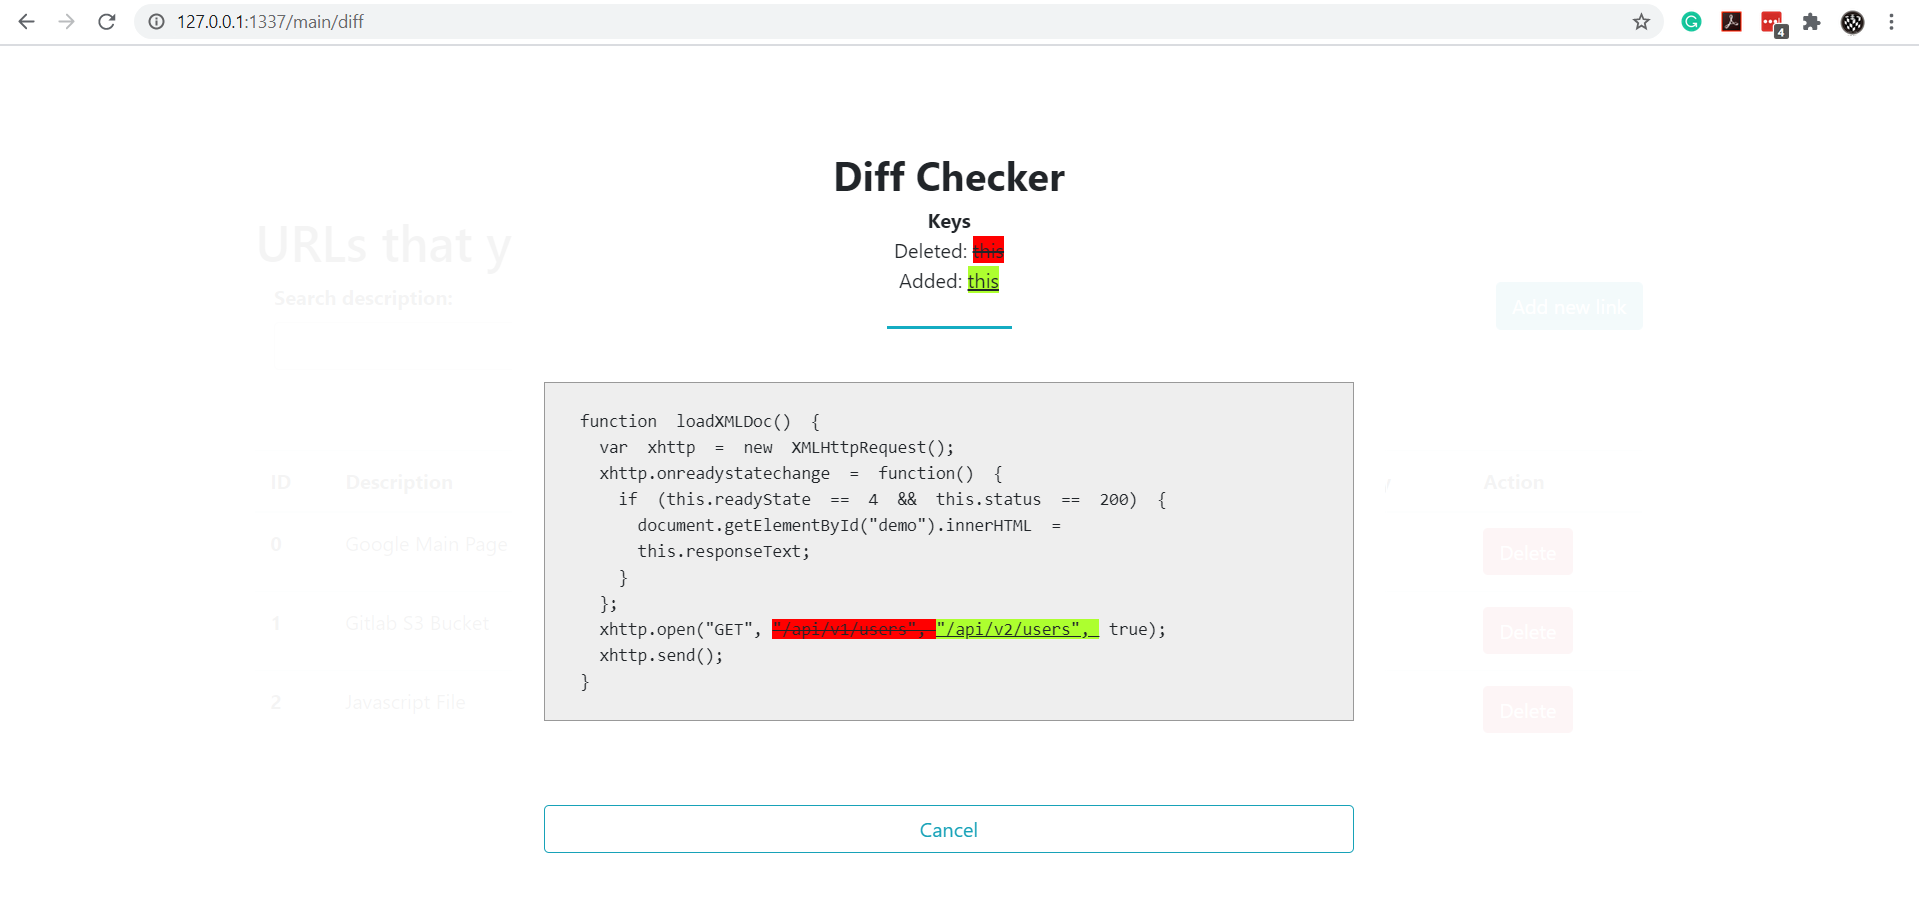 127.0.0.1:1337/main/diff
4
Diff Checker
Keys
Deleted: this
Added: this
URLs that y
Search description:
Add new link
function loadXMLDoc() {
var xhttp = new XMLHttpRequest();
xhttp.onreadystatechange = function() {
if (this.readyState == 4 && this.status == 200) {
document.getElementById("demo").innerHTML =
this.responseText;
}
};
xhttp.open("GET", "/api/v1/users", "/api/v2/users", true);
xhttp.send();
}
ID Description / Action
0 Google Main Page Delete
1 Gitlab S3 Bucket Delete
2 Javascript File Delete
Cancel